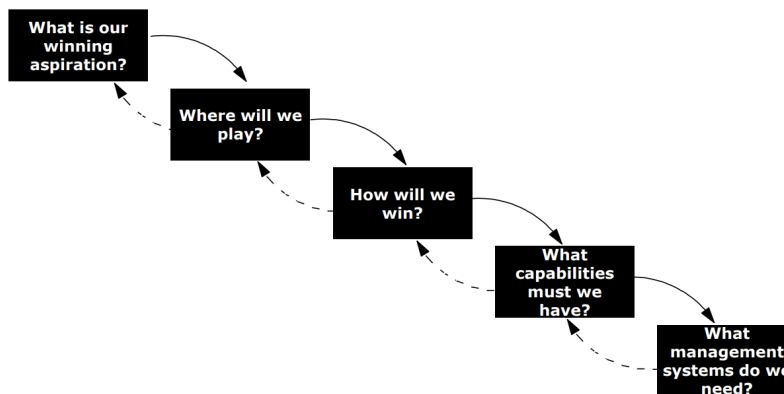 What is our
winning
aspiration?
Where will we
play?
How will we
win?
What
capabilities
must we
have?
What
management
systems do we
need?